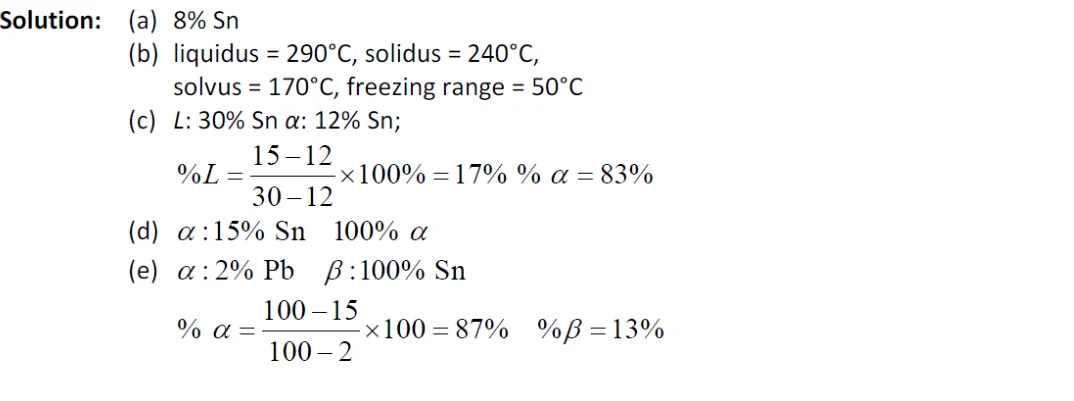 Solution: (a) 8% Sn
(b) liquidus = 290°C, solidus = 240°C,
solvus = 170°C, freezing range = 50°C
(c) L: 30% Sn α: 12% Sn;
%L = (15 – 12)/(30 – 12) × 100% = 17% % α = 83%
(d) α : 15% Sn 100% α
(e) α : 2% Pb β : 100% Sn
% α = (100 – 15)/(100 – 2) × 100 = 87% %β = 13%